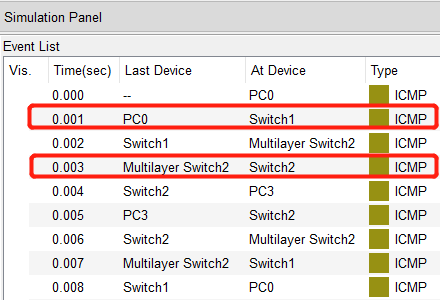 Simulation Panel
Event List
Vis. Time(sec) Last Device At Device Type
0.000 -- PC0 ICMP
0.001 PC0 Switch1 ICMP
0.002 Switch1 Multilayer Switch2 ICMP
0.003 Multilayer Switch2 Switch2 ICMP
0.004 Switch2 PC3 ICMP
0.005 PC3 Switch2 ICMP
0.006 Switch2 Multilayer Switch2 ICMP
0.007 Multilayer Switch2 Switch1 ICMP
0.008 Switch1 PC0 ICMP